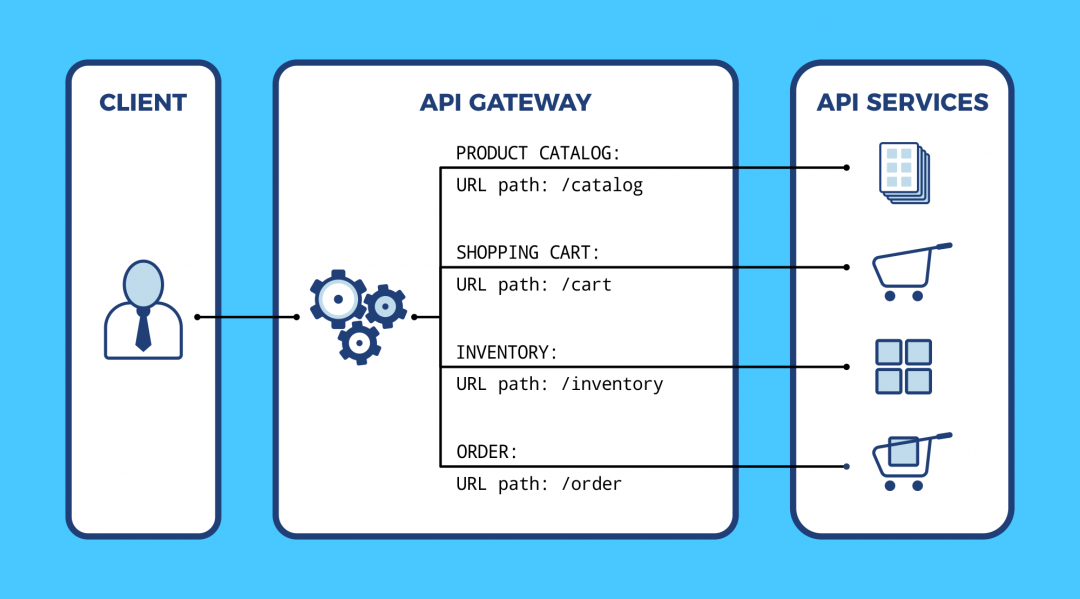 CLIENT
API GATEWAY
PRODUCT CATALOG:
URL path: /catalog
SHOPPING CART:
URL path: /cart
INVENTORY:
URL path: /inventory
ORDER:
URL path: /order
API SERVICES